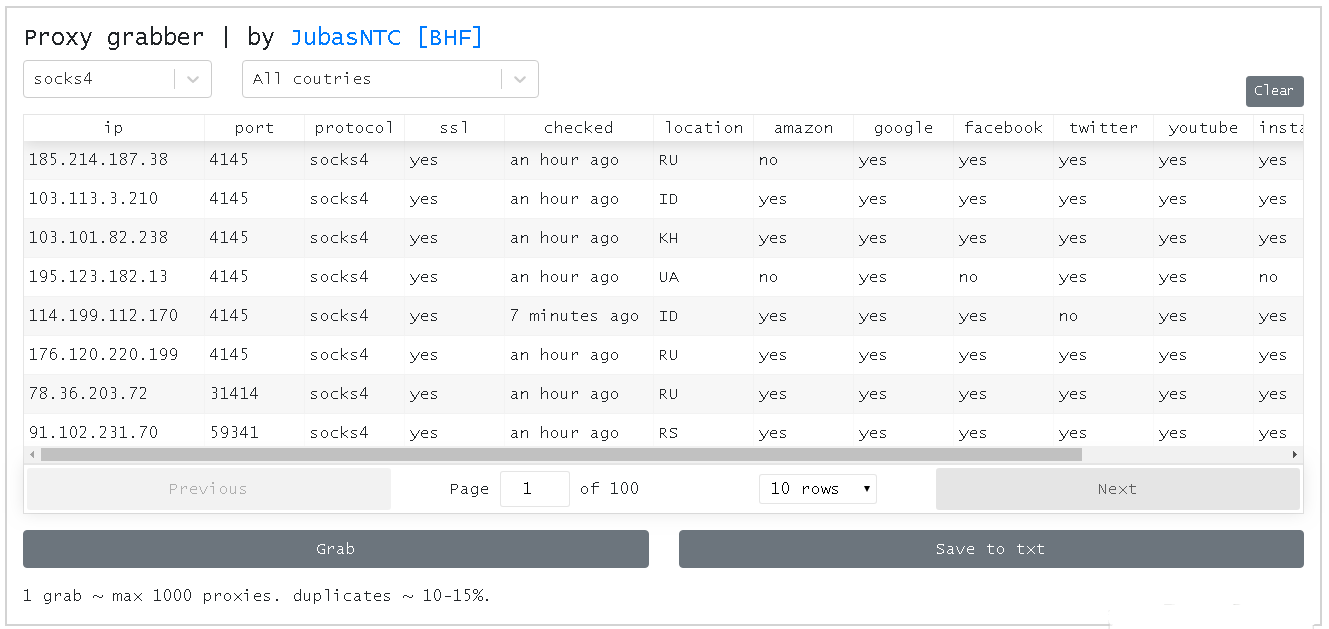 Proxy grabber | by JubasNTC [BHF]
socks4 All coutries
Clear
ip port protocol ssl checked location amazon google facebook twitter youtube insta
185.214.187.38 4145 socks4 yes an hour ago RU no yes yes yes yes yes
103.113.3.210 4145 socks4 yes an hour ago ID yes yes yes yes yes yes
103.101.82.238 4145 socks4 yes an hour ago KH yes yes yes yes yes yes
195.123.182.13 4145 socks4 yes an hour ago UA no yes no yes yes no
114.199.112.170 4145 socks4 yes 7 minutes ago ID yes yes yes no yes yes
176.120.220.199 4145 socks4 yes an hour ago RU yes yes yes yes yes yes
78.36.203.72 31414 socks4 yes an hour ago RU yes yes yes yes yes yes
91.102.231.70 59341 socks4 yes an hour ago RS yes yes yes yes yes yes
Previous Page 1 of 100 10 rows Next
Grab Save to txt
1 grab ~ max 1000 proxies. duplicates ~ 10-15%.